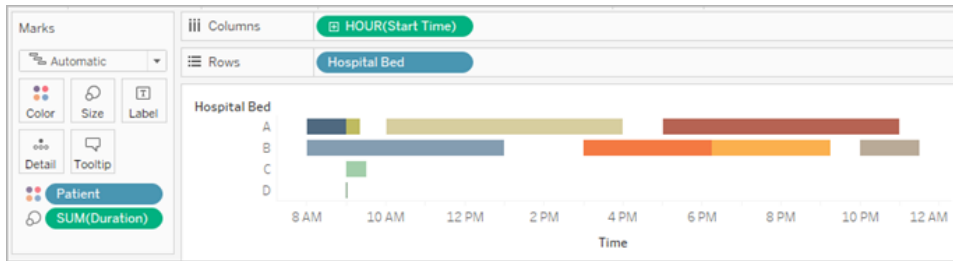 Marks
Automatic
Color Size Label
Detail Tooltip
Patient
SUM(Duration)
Columns HOUR(Start Time)
Rows Hospital Bed
Hospital Bed
A
B
C
D
8 AM 10 AM 12 PM 2 PM 4 PM 6 PM 8 PM 10 PM 12 AM
Time